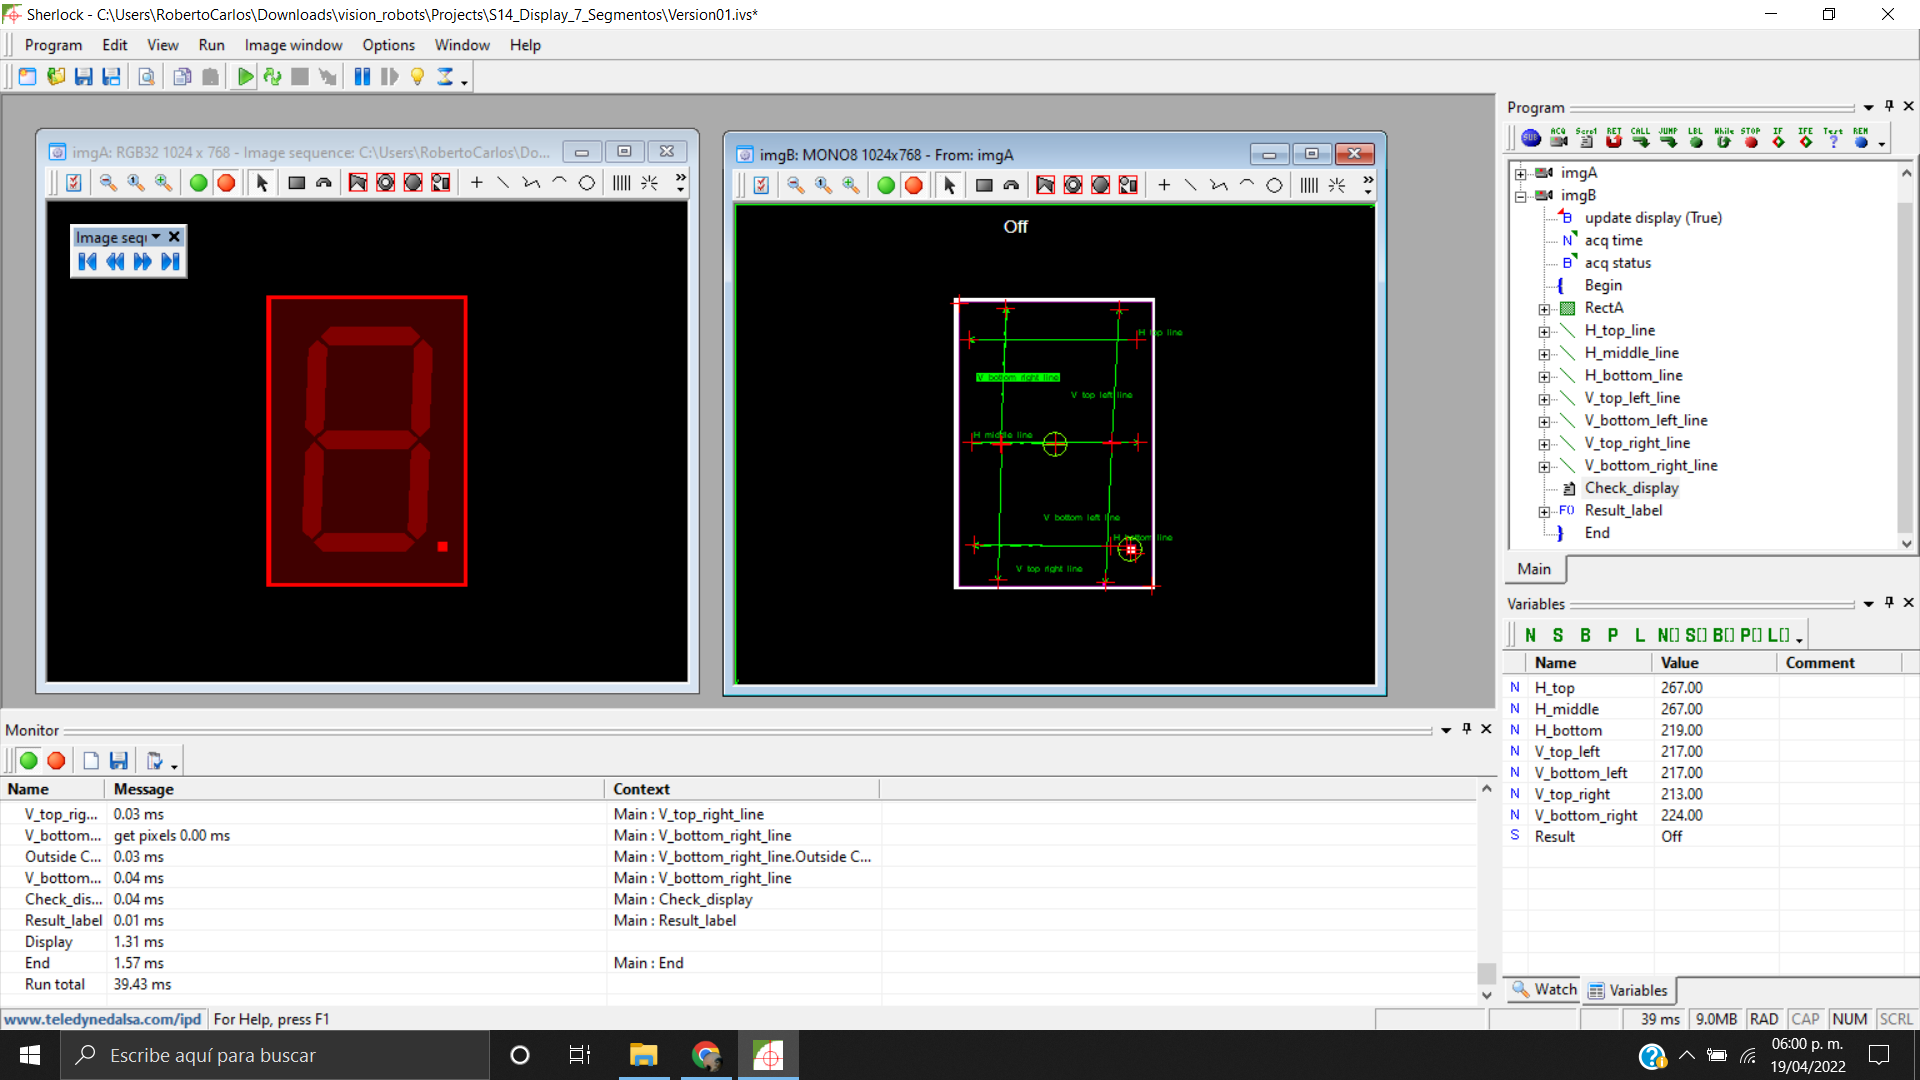 Sherlock - C:\Users\RobertoCarlos\Downloads\vision_robots\Projects\S14_Display_7_Segmentos\Version01.ivs*
Program Edit View Run Image window Options Window Help
imgA: RGB32 1024 x 768 - Image sequence: C:\Users\RobertoCarlos\Do...
Image seq
imgB: MONO8 1024x768 - From: imgA
Off
H top line
V bottom right line
V top left line
H middle line
V bottom left line
H bottom line
V top right line
Program
SUB ACQ Script RET CALL JUMP LBL While STOP IF IFE Test REM
imgA
imgB
B update display (True)
N acq time
B acq status
{ Begin
RectA
H_top_line
H_middle_line
H_bottom_line
V_top_left_line
V_bottom_left_line
V_top_right_line
V_bottom_right_line
Check_display
F() Result_label
} End
Main
Variables
N S B P L N[] S[] B[] P[] L[]
Name Value Comment
N H_top 267.00
N H_middle 267.00
N H_bottom 219.00
N V_top_left 217.00
N V_bottom_left 217.00
N V_top_right 213.00
N V_bottom_right 224.00
S Result Off
Watch Variables
Monitor
Name Message Context
V_top_rig... 0.03 ms Main : V_top_right_line
V_bottom... get pixels 0.00 ms Main : V_bottom_right_line
Outside C... 0.03 ms Main : V_bottom_right_line.Outside C...
V_bottom... 0.04 ms Main : V_bottom_right_line
Check_dis... 0.04 ms Main : Check_display
Result_label 0.01 ms Main : Result_label
Display 1.31 ms
End 1.57 ms Main : End
Run total 39.43 ms
www.teledynedalsa.com/ipd For Help, press F1
39 ms 9.0MB RAD CAP NUM SCRL
Escribe aquí para buscar
06:00 p. m.
19/04/2022